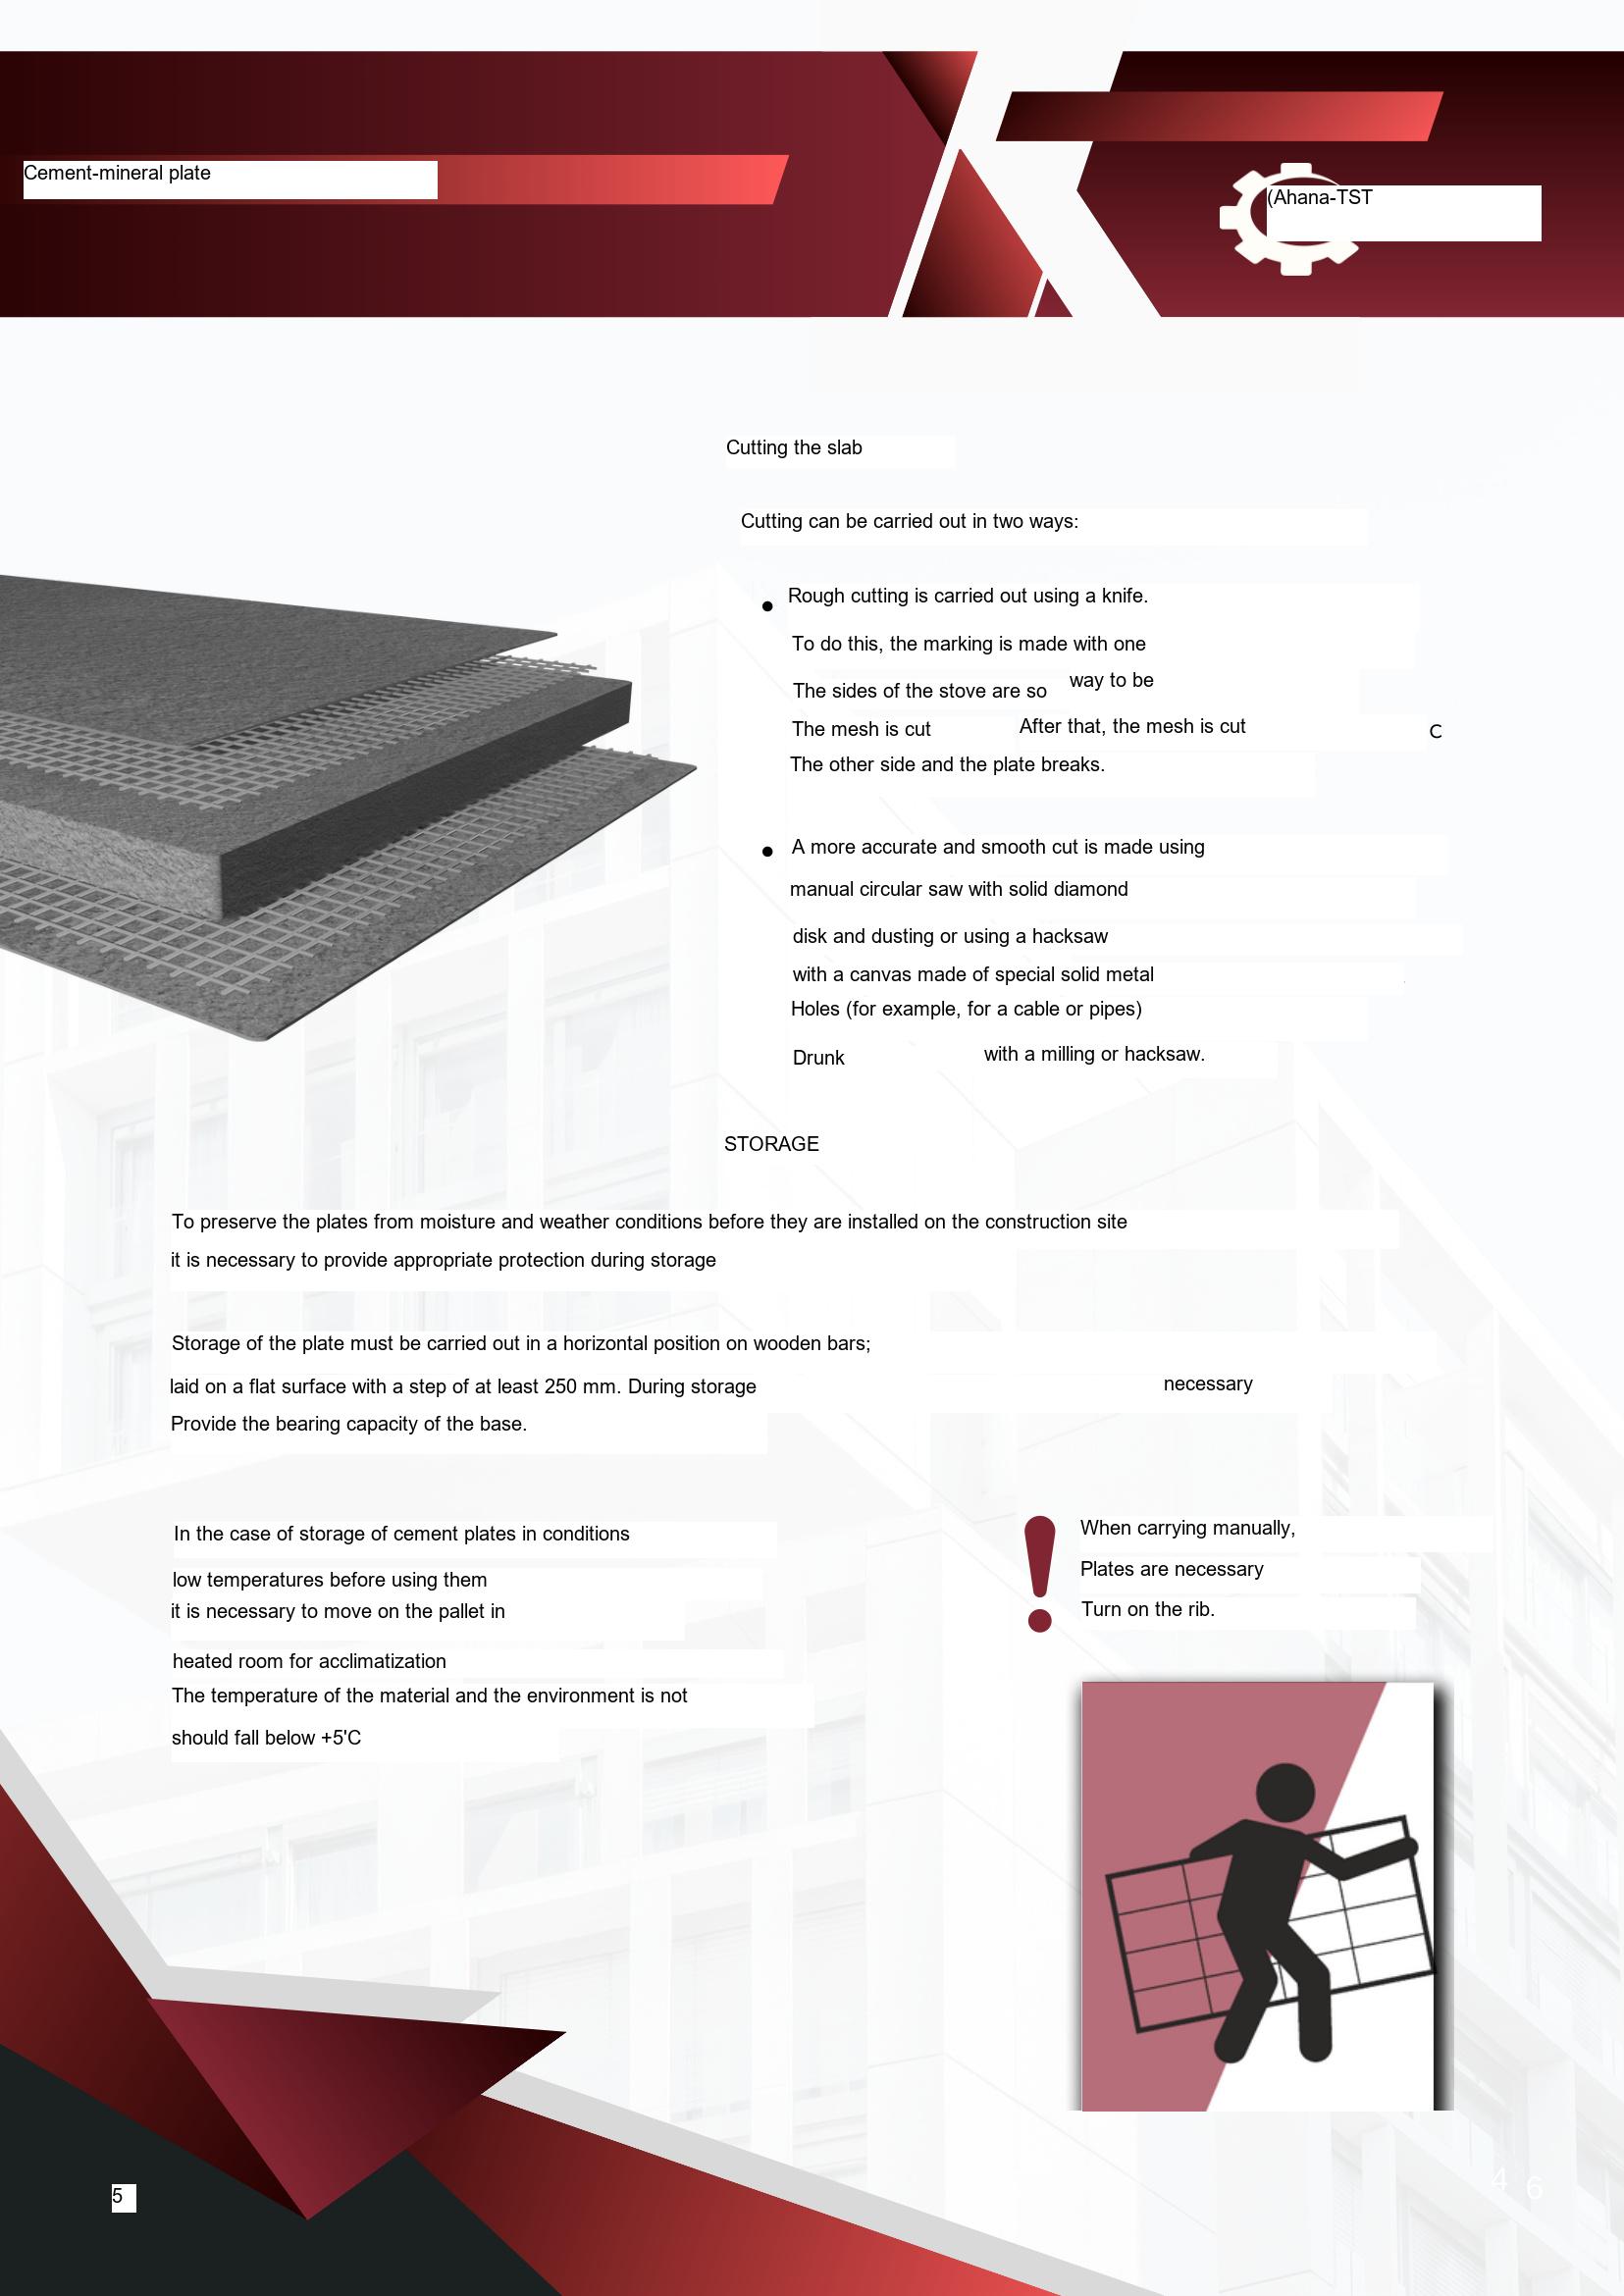 Cement-mineral plate
(Ahana-TST
Cutting the slab
Cutting can be carried out in two ways:
● Rough cutting is carried out using a knife.
To do this, the marking is made with one
The sides of the stove are so way to be
The mesh is cut After that, the mesh is cut C
The other side and the plate breaks.
● A more accurate and smooth cut is made using
manual circular saw with solid diamond
disk and dusting or using a hacksaw
with a canvas made of special solid metal
Holes (for example, for a cable or pipes)
Drunk with a milling or hacksaw.
STORAGE
To preserve the plates from moisture and weather conditions before they are installed on the construction site
it is necessary to provide appropriate protection during storage
Storage of the plate must be carried out in a horizontal position on wooden bars;
laid on a flat surface with a step of at least 250 mm. During storage necessary
Provide the bearing capacity of the base.
In the case of storage of cement plates in conditions
low temperatures before using them
it is necessary to move on the pallet in
heated room for acclimatization
The temperature of the material and the environment is not
should fall below +5'C
When carrying manually,
Plates are necessary
Turn on the rib.
5
4 6